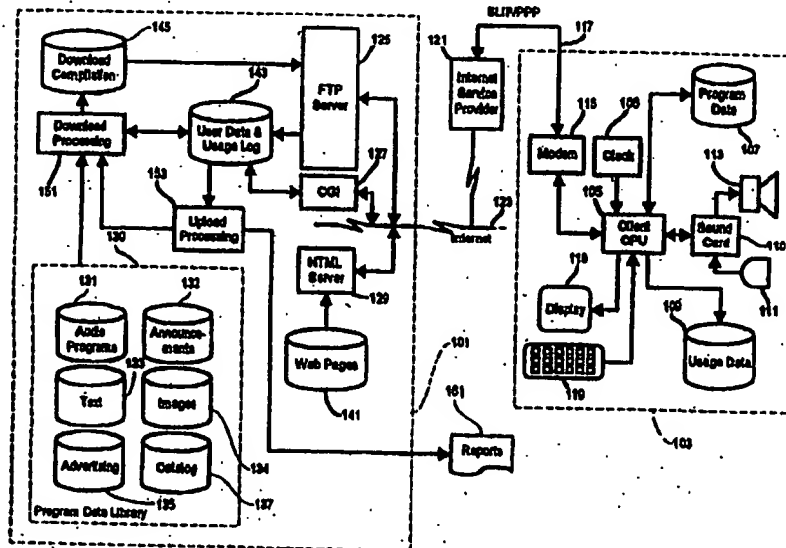 SLIP/PPP
117
145
Download
Compilation
125
FTP
Server
143
User Data &
Usage Log
121
Internet
Service
Provider
115
Modem
106
Clock
Program
Data
107
113
Download
Processing
151
127
CGI
153
Upload
Processing
123
Internet
105
Client
CPU
Sound
Card
110
111
HTML
Server
129
118
Display
119
109
Usage Data
130
131
Audio
Programs
132
Announce-
ments
Text
Images
134
Advertising
135
Catalog
137
Program Data Library
Web Pages
141
101
161
Reports
103